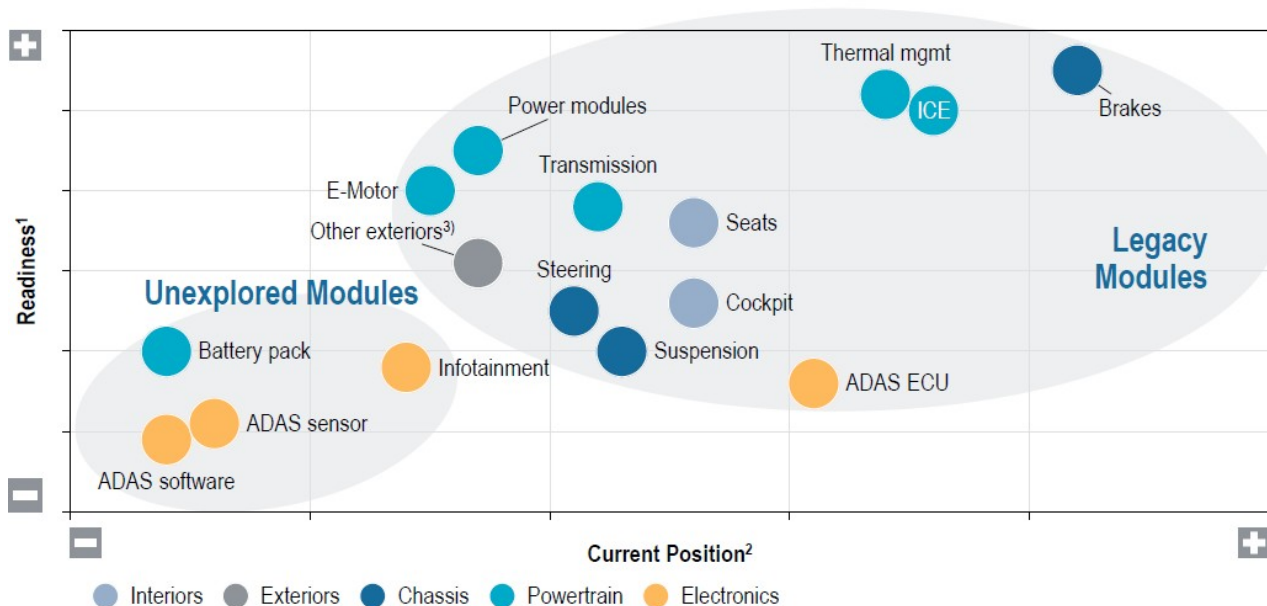 Thermal mgmt
Power modules
ICE
Brakes
Transmission
E-Motor
Other exteriors³⁾
Seats
Legacy
Modules
Steering
Unexplored Modules
Cockpit
Readiness¹
Battery pack
Infotainment
Suspension
ADAS ECU
ADAS sensor
ADAS software
Current Position²
Interiors Exteriors Chassis Powertrain Electronics